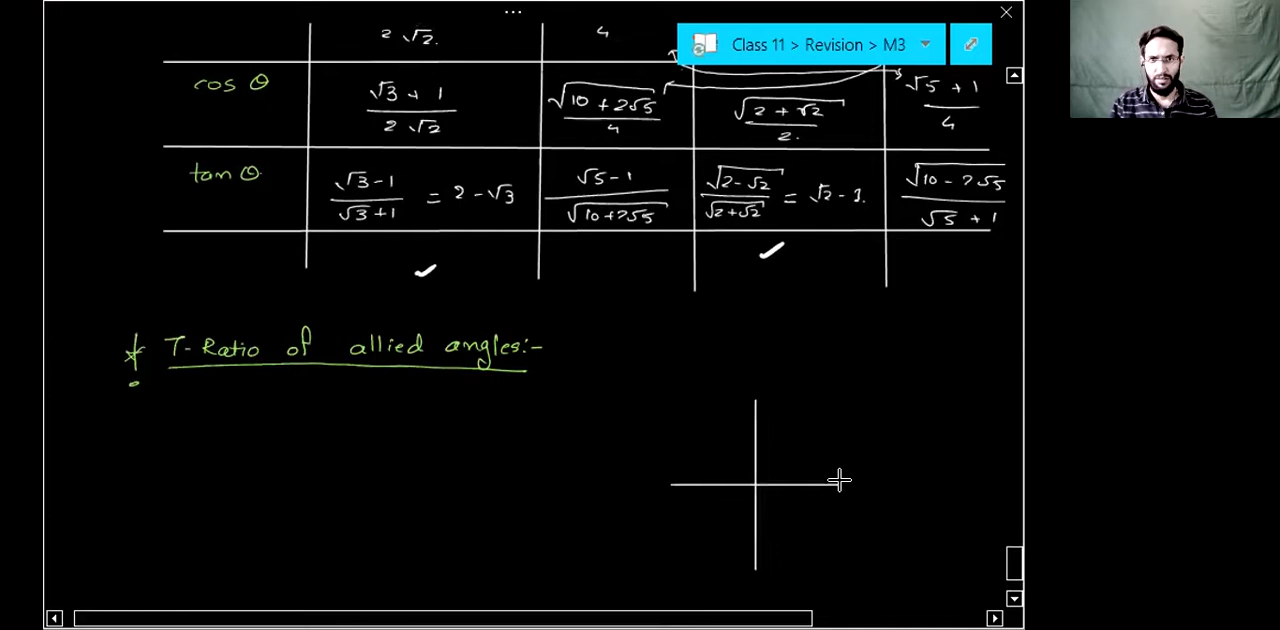 ...
2√2. 4
Class 11 > Revision > M3
cos θ (√3 + 1)/(2√2) √(10 + 2√5)/4 √(2 + √2)/2. (√5 + 1)/4
tan θ (√3-1)/(√3+1) = 2 - √3 (√5-1)/√(10+2√5) √(2-√2)/√(2+√2) = √2 - 1. √(10-2√5)/(√5 + 1)
* T-Ratio of allied angles:-